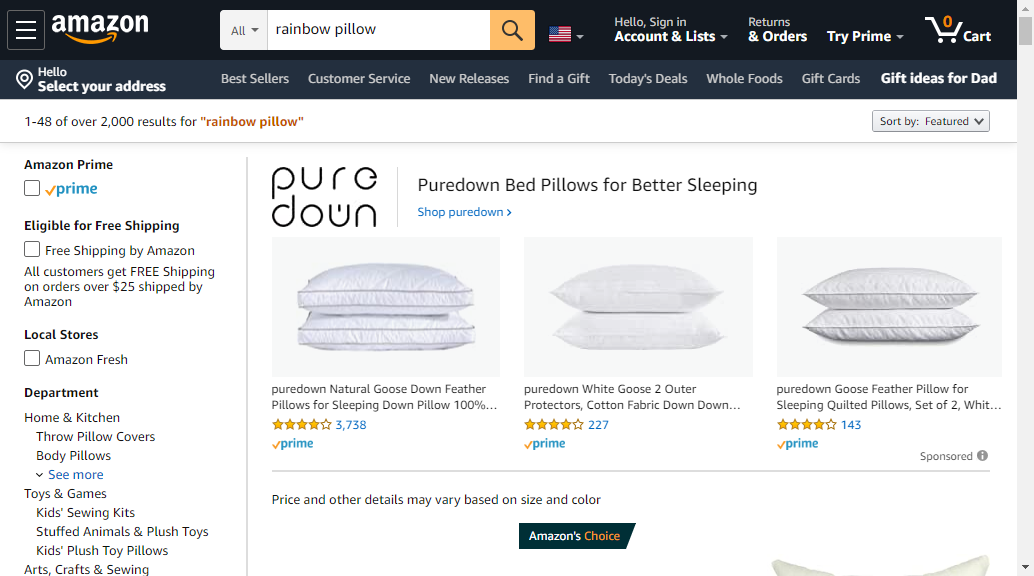 amazon
All
rainbow pillow
Hello, Sign in
Account & Lists
Returns
& Orders
Try Prime
0
Cart
Hello
Select your address
Best Sellers
Customer Service
New Releases
Find a Gift
Today's Deals
Whole Foods
Gift Cards
Gift ideas for Dad
1-48 of over 2,000 results for "rainbow pillow"
Sort by: Featured
Amazon Prime
prime
Eligible for Free Shipping
Free Shipping by Amazon
All customers get FREE Shipping
on orders over $25 shipped by
Amazon
Local Stores
Amazon Fresh
Department
Home & Kitchen
Throw Pillow Covers
Body Pillows
See more
Toys & Games
Kids' Sewing Kits
Stuffed Animals & Plush Toys
Kids' Plush Toy Pillows
Arts, Crafts & Sewing
pure
down
Puredown Bed Pillows for Better Sleeping
Shop puredown ›
puredown Natural Goose Down Feather
Pillows for Sleeping Down Pillow 100%…
3,738
prime
puredown White Goose 2 Outer
Protectors, Cotton Fabric Down Down…
227
prime
puredown Goose Feather Pillow for
Sleeping Quilted Pillows, Set of 2, Whit…
143
prime
Sponsored
Price and other details may vary based on size and color
Amazon's Choice